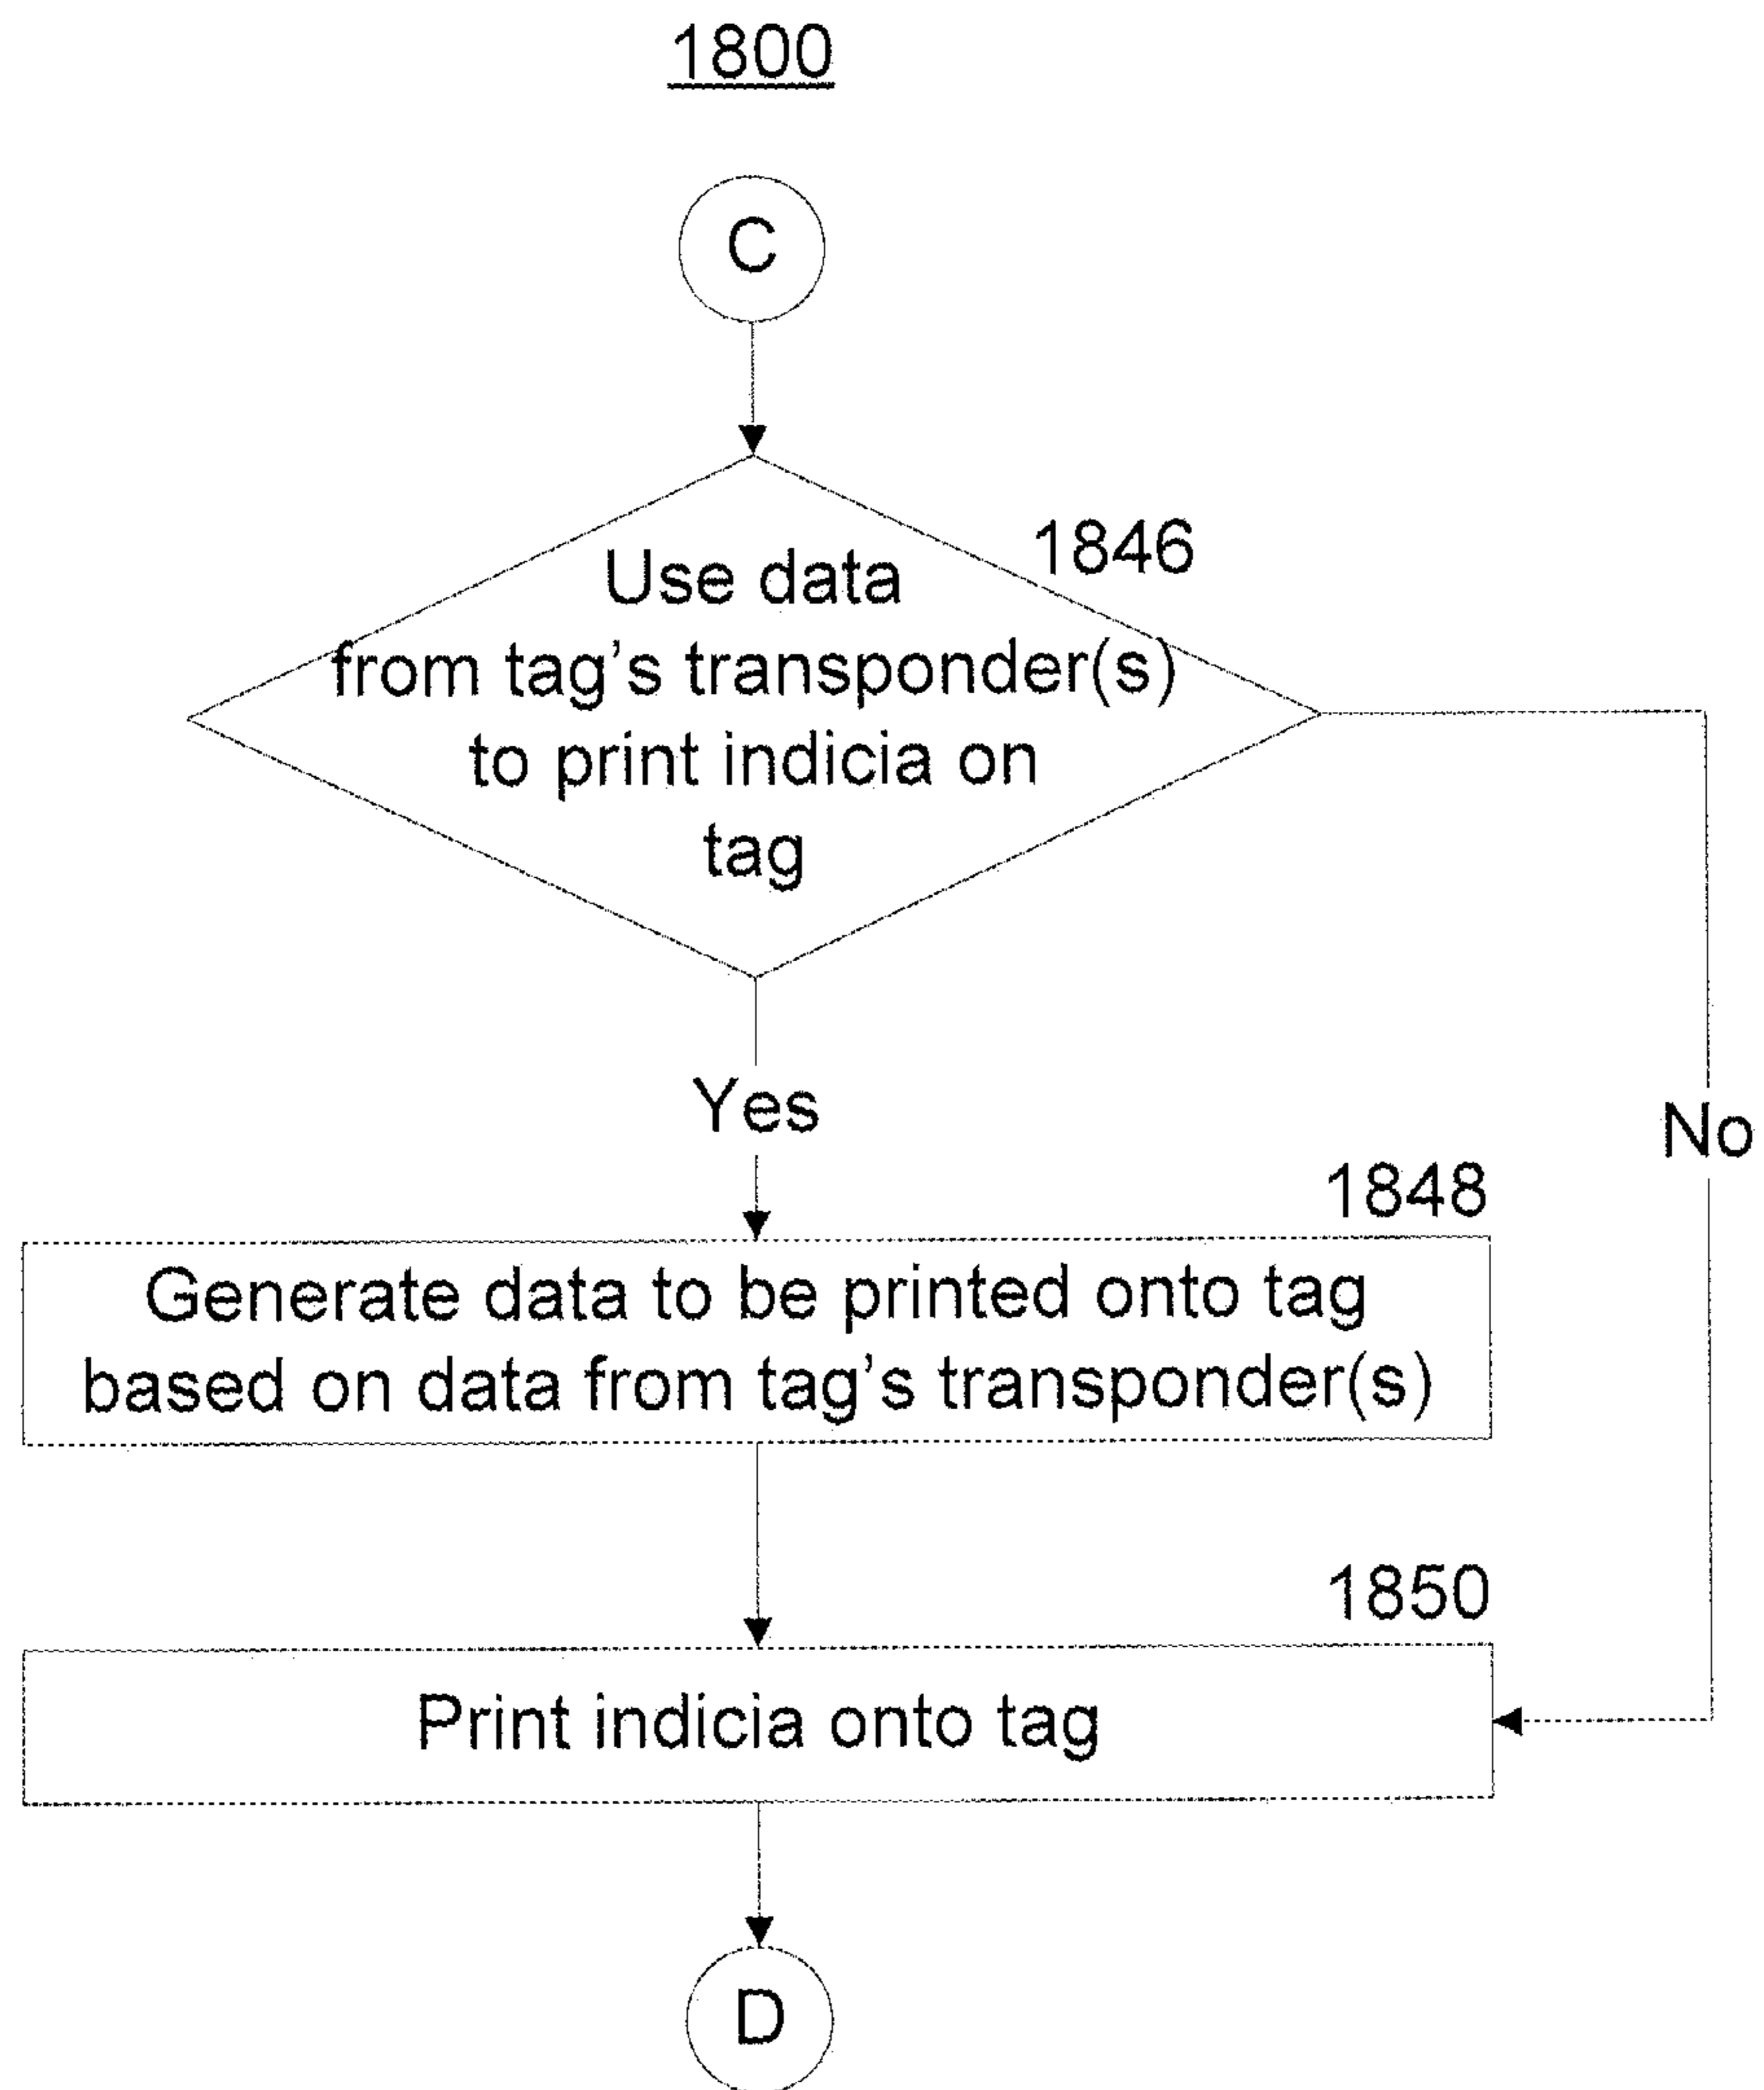 1800
C
1846
Use data
from tag's transponder(s)
to print indicia on
tag
Yes
No
1848
Generate data to be printed onto tag
based on data from tag's transponder(s)
1850
Print indicia onto tag
D